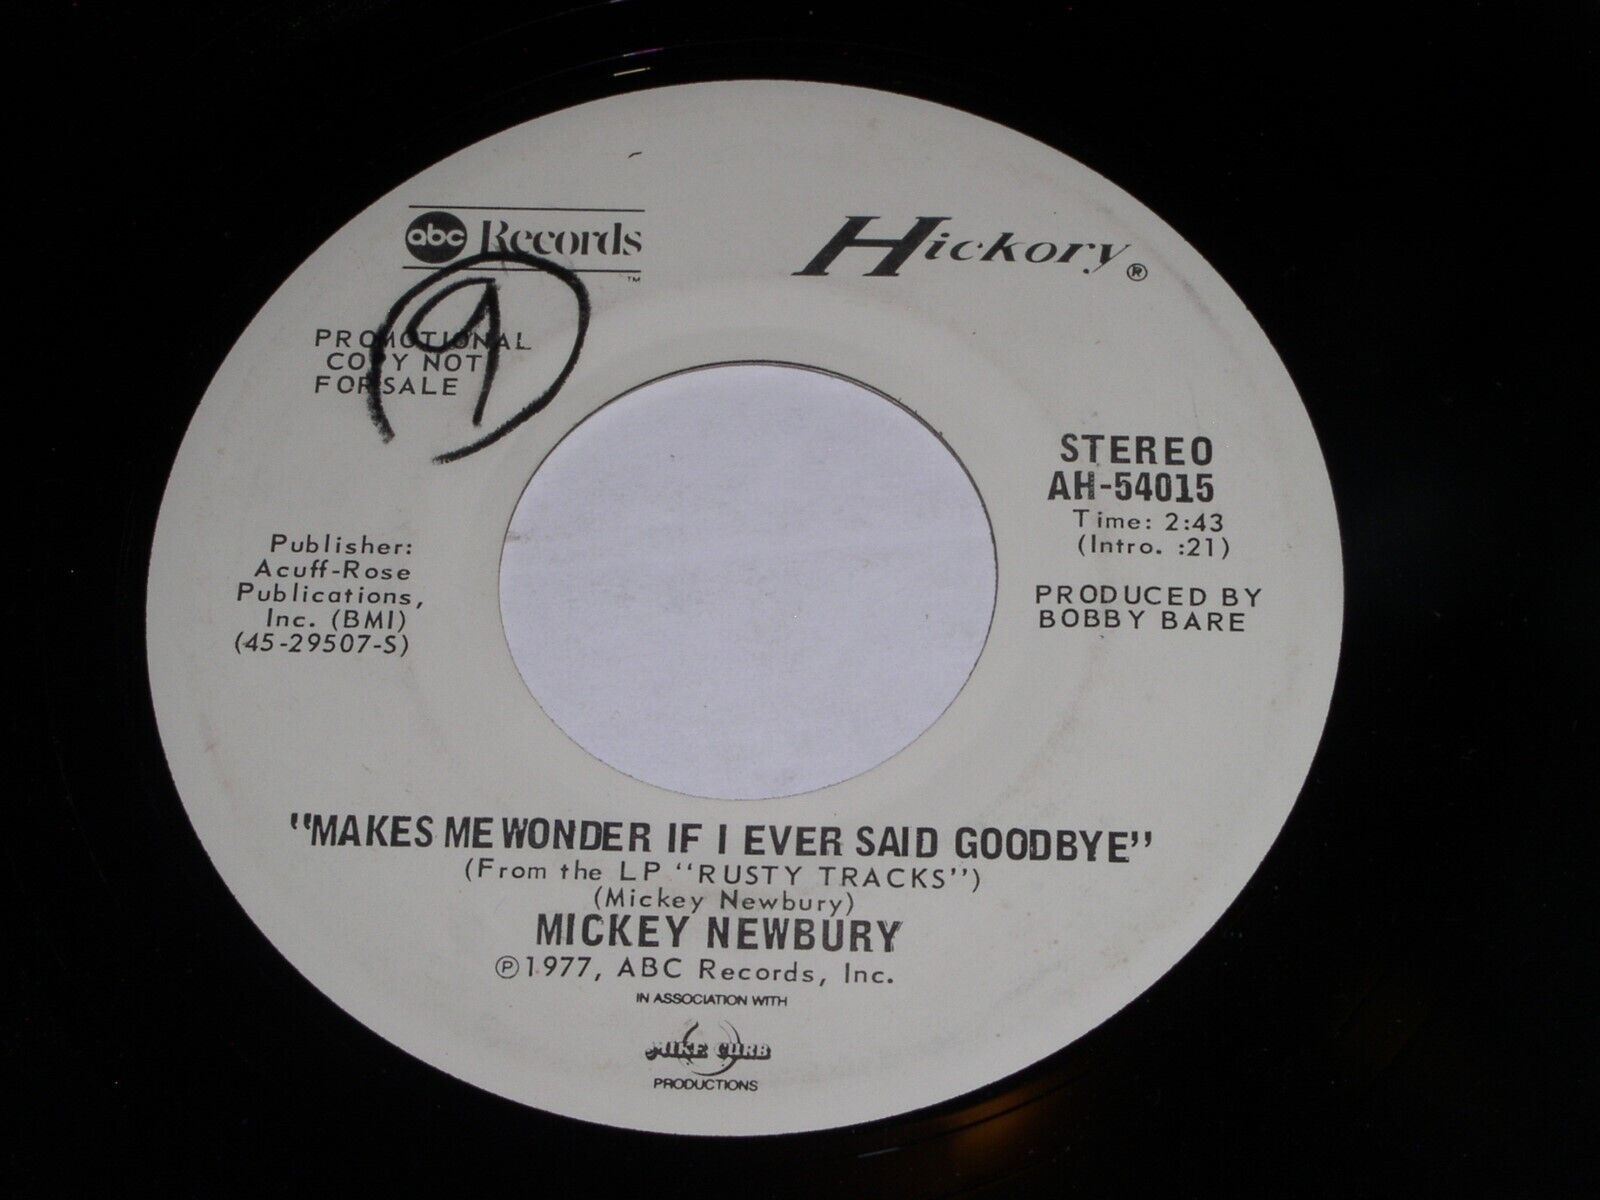 abc Records ™
Hickory ®
PROMOTIONAL
COPY NOT
FOR SALE
1
STEREO
AH-54015
Time: 2:43
(Intro. :21)
PRODUCED BY
BOBBY BARE
Publisher:
Acuff-Rose
Publications,
Inc. (BMI)
(45-29507-S)
"MAKES ME WONDER IF I EVER SAID GOODBYE"
(From the LP "RUSTY TRACKS")
(Mickey Newbury)
MICKEY NEWBURY
℗1977, ABC Records, Inc.
IN ASSOCIATION WITH
MIKE CURB
PRODUCTIONS